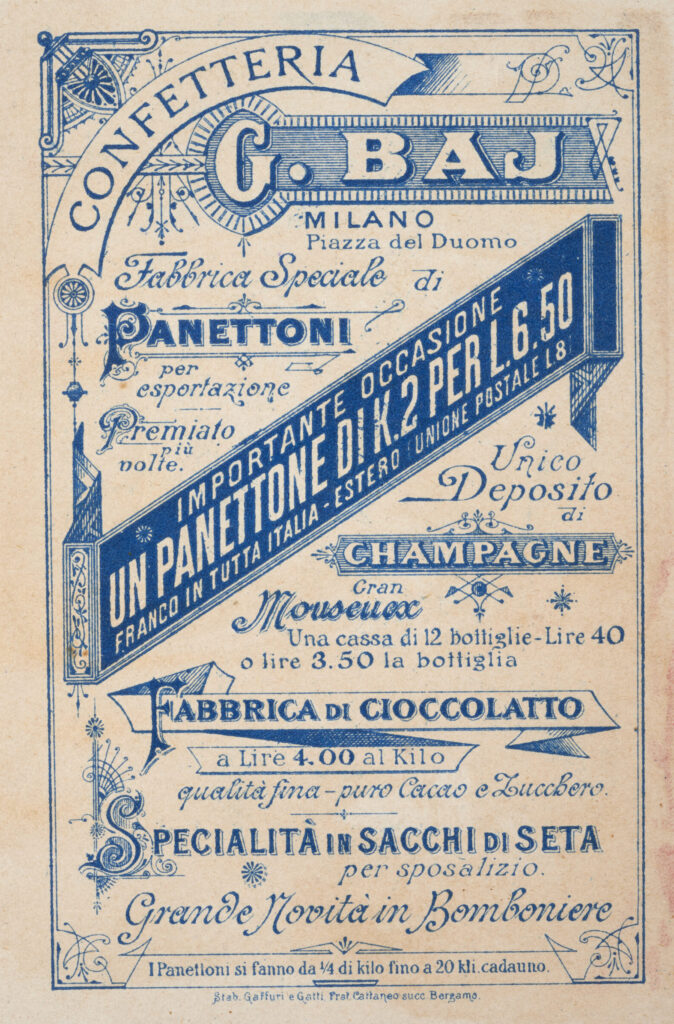 CONFETTERIA
G. BAJ
MILANO
Piazza del Duomo
Fabbrica Speciale di
PANETTONI
per
esportazione
Premiato
più
volte.
IMPORTANTE OCCASIONE
UN PANETTONE DI K.2 PER L.6.50
FRANCO IN TUTTA ITALIA - ESTERO (UNIONE POSTALE L8
Unico
Deposito
di
CHAMPAGNE
Gran
Mouseuex
Una cassa di 12 bottiglie - Lire 40
o lire 3.50 la bottiglia
FABBRICA DI CIOCCOLATTO
a Lire 4.00 al Kilo
qualità fina - puro Cacao e Zucchero.
SPECIALITÀ IN SACCHI DI SETA
per sposalizio.
Grande Novità in Bomboniere
I Panettoni si fanno da 1/4 di kilo fino a 20 kli. cadauno.
Stab. Gaffuri e Gatti Frat. Cattaneo succ. Bergamo.